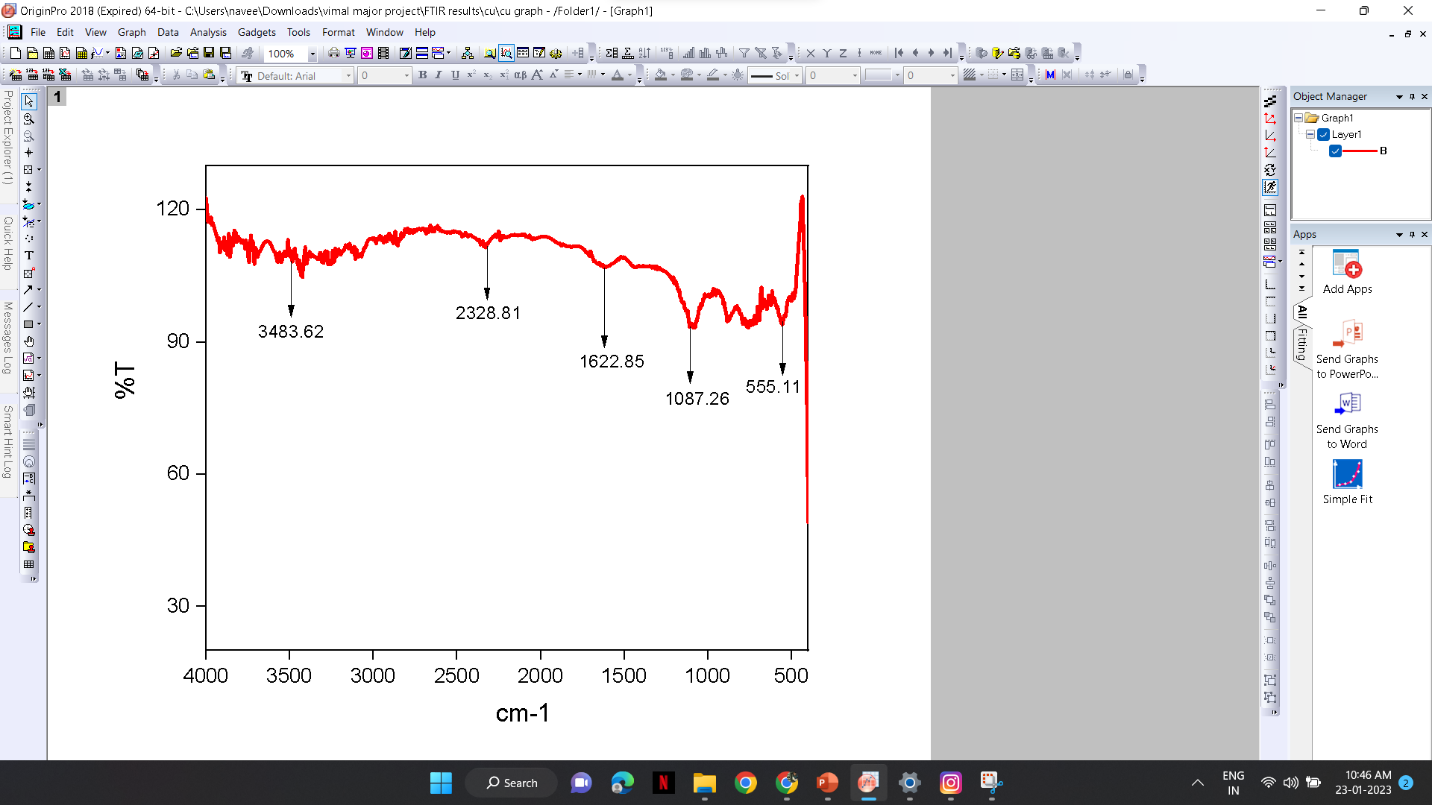 OriginPro 2018 (Expired) 64-bit - C:\Users\navee\Downloads\vimal major project\FTIR results\cu\cu graph - /Folder1/ - [Graph1]
File Edit View Graph Data Analysis Gadgets Tools Format Window Help
100%
Default: Arial 0 B I U αβ A A A Sol 0 0 M
X Y Z
Project Explorer (1)
Quick Help
Messages Log
Smart Hint Log
1
T
120
90
60
30
%T
3483.62
2328.81
1622.85
1087.26
555.11
4000 3500 3000 2500 2000 1500 1000 500
cm-1
Object Manager
Graph1
Layer1
B
Apps
All
Fitting
Add Apps
Send Graphs
to PowerPo...
Send Graphs
to Word
Simple Fit
Search
ENG
IN
10:46 AM
23-01-2023
2